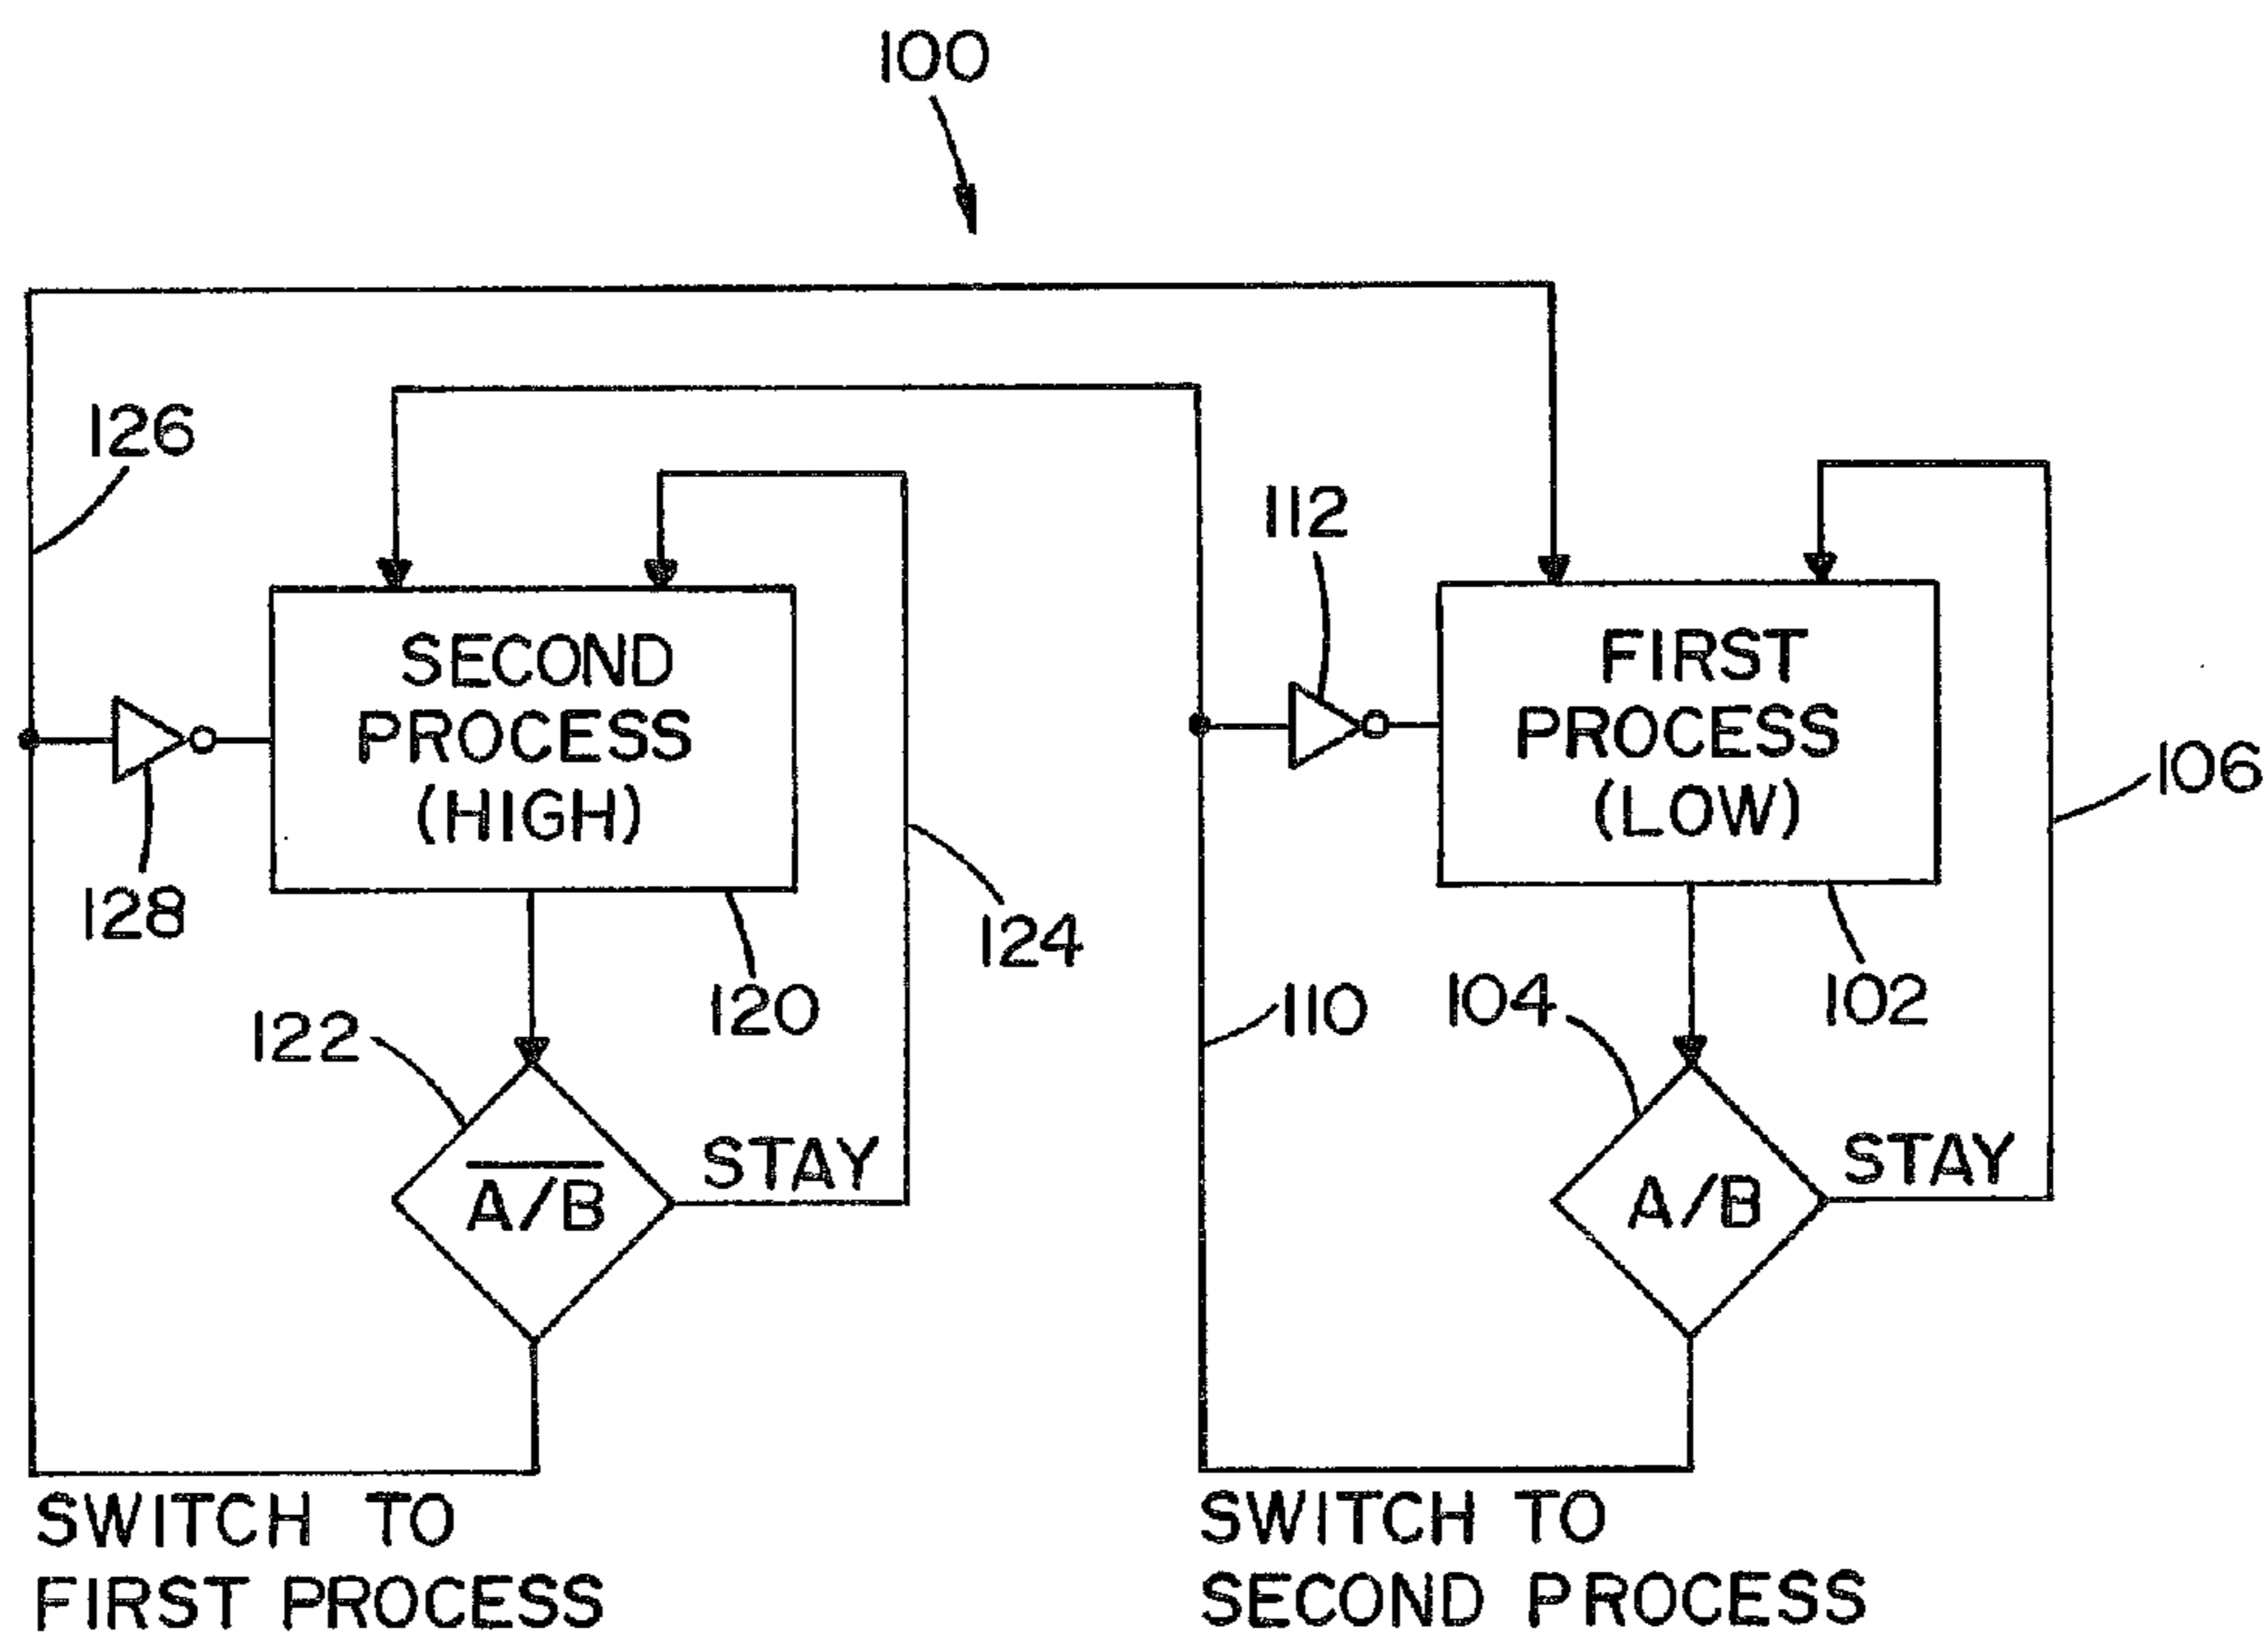 100
126
112
SECOND
PROCESS
(HIGH)
FIRST
PROCESS
(LOW)
106
128
124
120
122
110
104
102
A/B
STAY
A/B
STAY
SWITCH TO
FIRST PROCESS
SWITCH TO
SECOND PROCESS